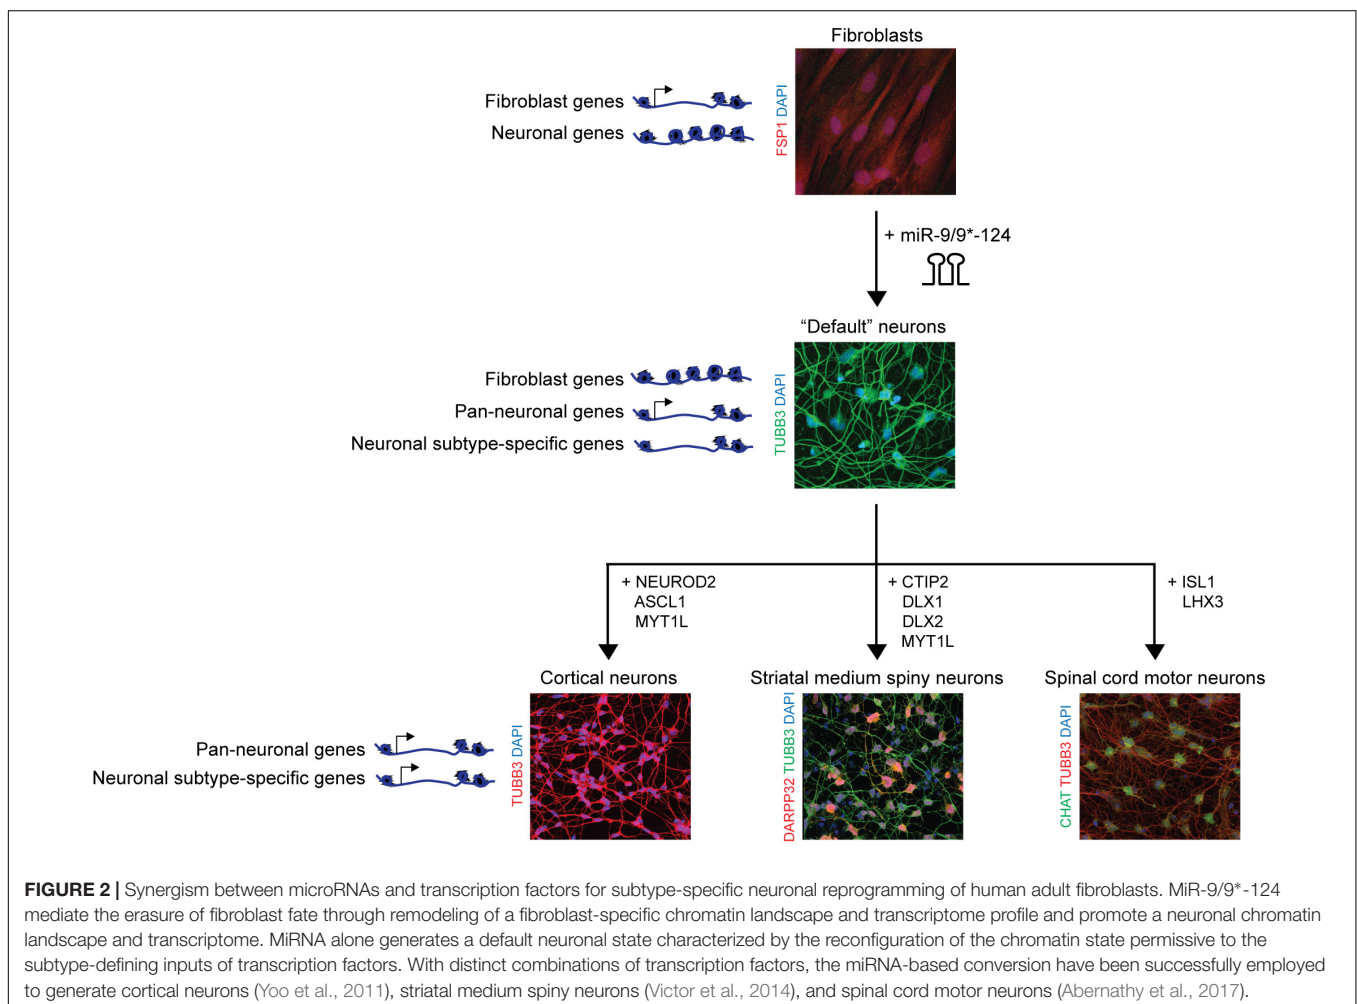 Fibroblasts
Fibroblast genes
Neuronal genes
FSP1 DAPI
+ miR-9/9*-124
“Default” neurons
Fibroblast genes
Pan-neuronal genes
Neuronal subtype-specific genes
TUBB3 DAPI
+ NEUROD2
ASCL1
MYT1L
+ CTIP2
DLX1
DLX2
MYT1L
+ ISL1
LHX3
Cortical neurons
Striatal medium spiny neurons
Spinal cord motor neurons
Pan-neuronal genes
Neuronal subtype-specific genes
TUBB3 DAPI
DARPP32 TUBB3 DAPI
CHAT TUBB3 DAPI
FIGURE 2 | Synergism between microRNAs and transcription factors for subtype-specific neuronal reprogramming of human adult fibroblasts. MiR-9/9*-124
mediate the erasure of fibroblast fate through remodeling of a fibroblast-specific chromatin landscape and transcriptome profile and promote a neuronal chromatin
landscape and transcriptome. MiRNA alone generates a default neuronal state characterized by the reconfiguration of the chromatin state permissive to the
subtype-defining inputs of transcription factors. With distinct combinations of transcription factors, the miRNA-based conversion have been successfully employed
to generate cortical neurons (Yoo et al., 2011), striatal medium spiny neurons (Victor et al., 2014), and spinal cord motor neurons (Abernathy et al., 2017).